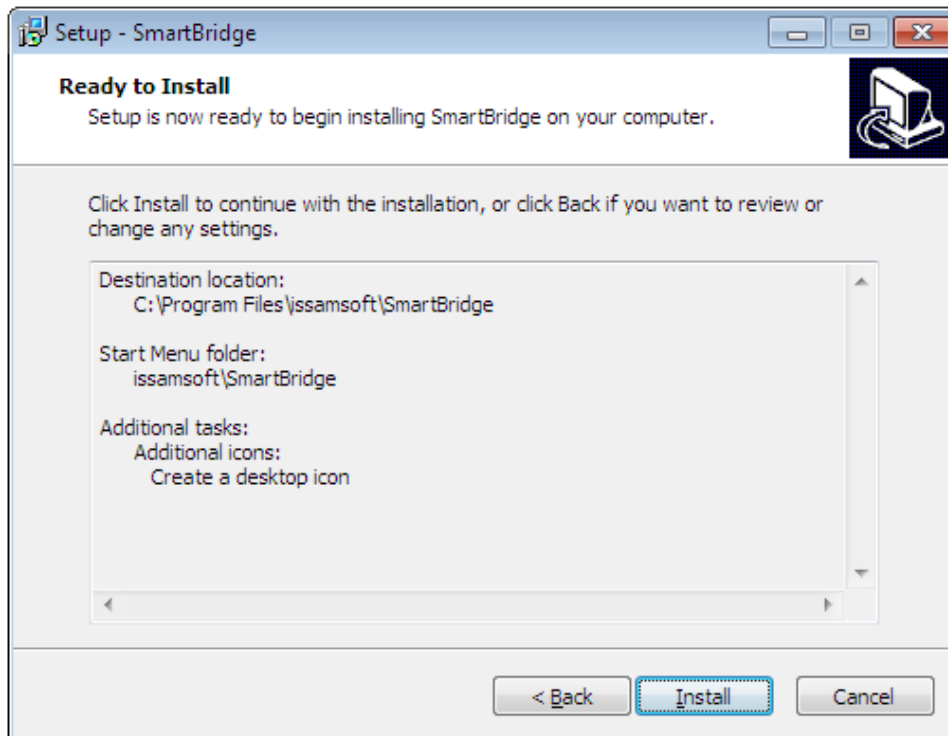 Setup - SmartBridge
Ready to Install
Setup is now ready to begin installing SmartBridge on your computer.
Click Install to continue with the installation, or click Back if you want to review or
change any settings.
Destination location:
C:\Program Files\issamsoft\SmartBridge
Start Menu folder:
issamsoft\SmartBridge
Additional tasks:
Additional icons:
Create a desktop icon
< Back
Install
Cancel